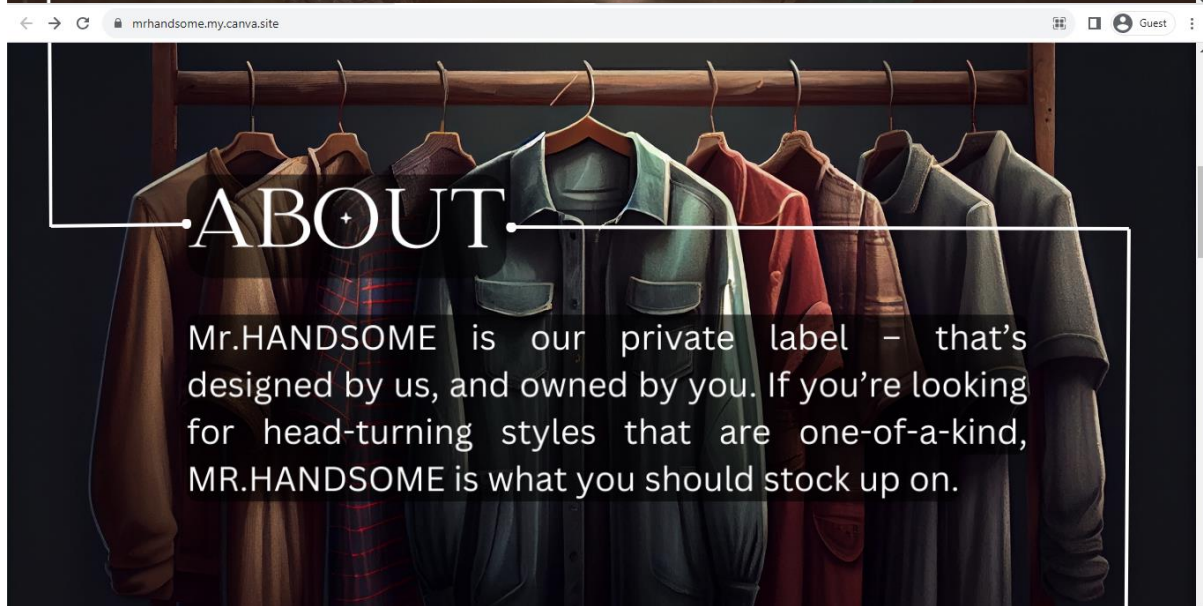 mrhandsome.my.canva.site
Guest
ABOUT
Mr.HANDSOME is our private label – that’s
designed by us, and owned by you. If you’re looking
for head-turning styles that are one-of-a-kind,
MR.HANDSOME is what you should stock up on.